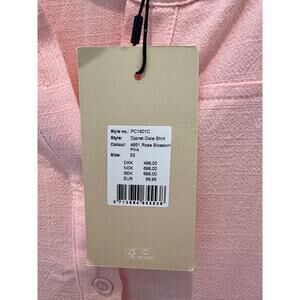 Style no.: PC1801C
Style: Djanet Dixie Shirt
Colour: 4651 Rose Blossom
Pink
Size: 52
DKK 499,00
NOK 699,00
SEK 699,00
EUR 69,95